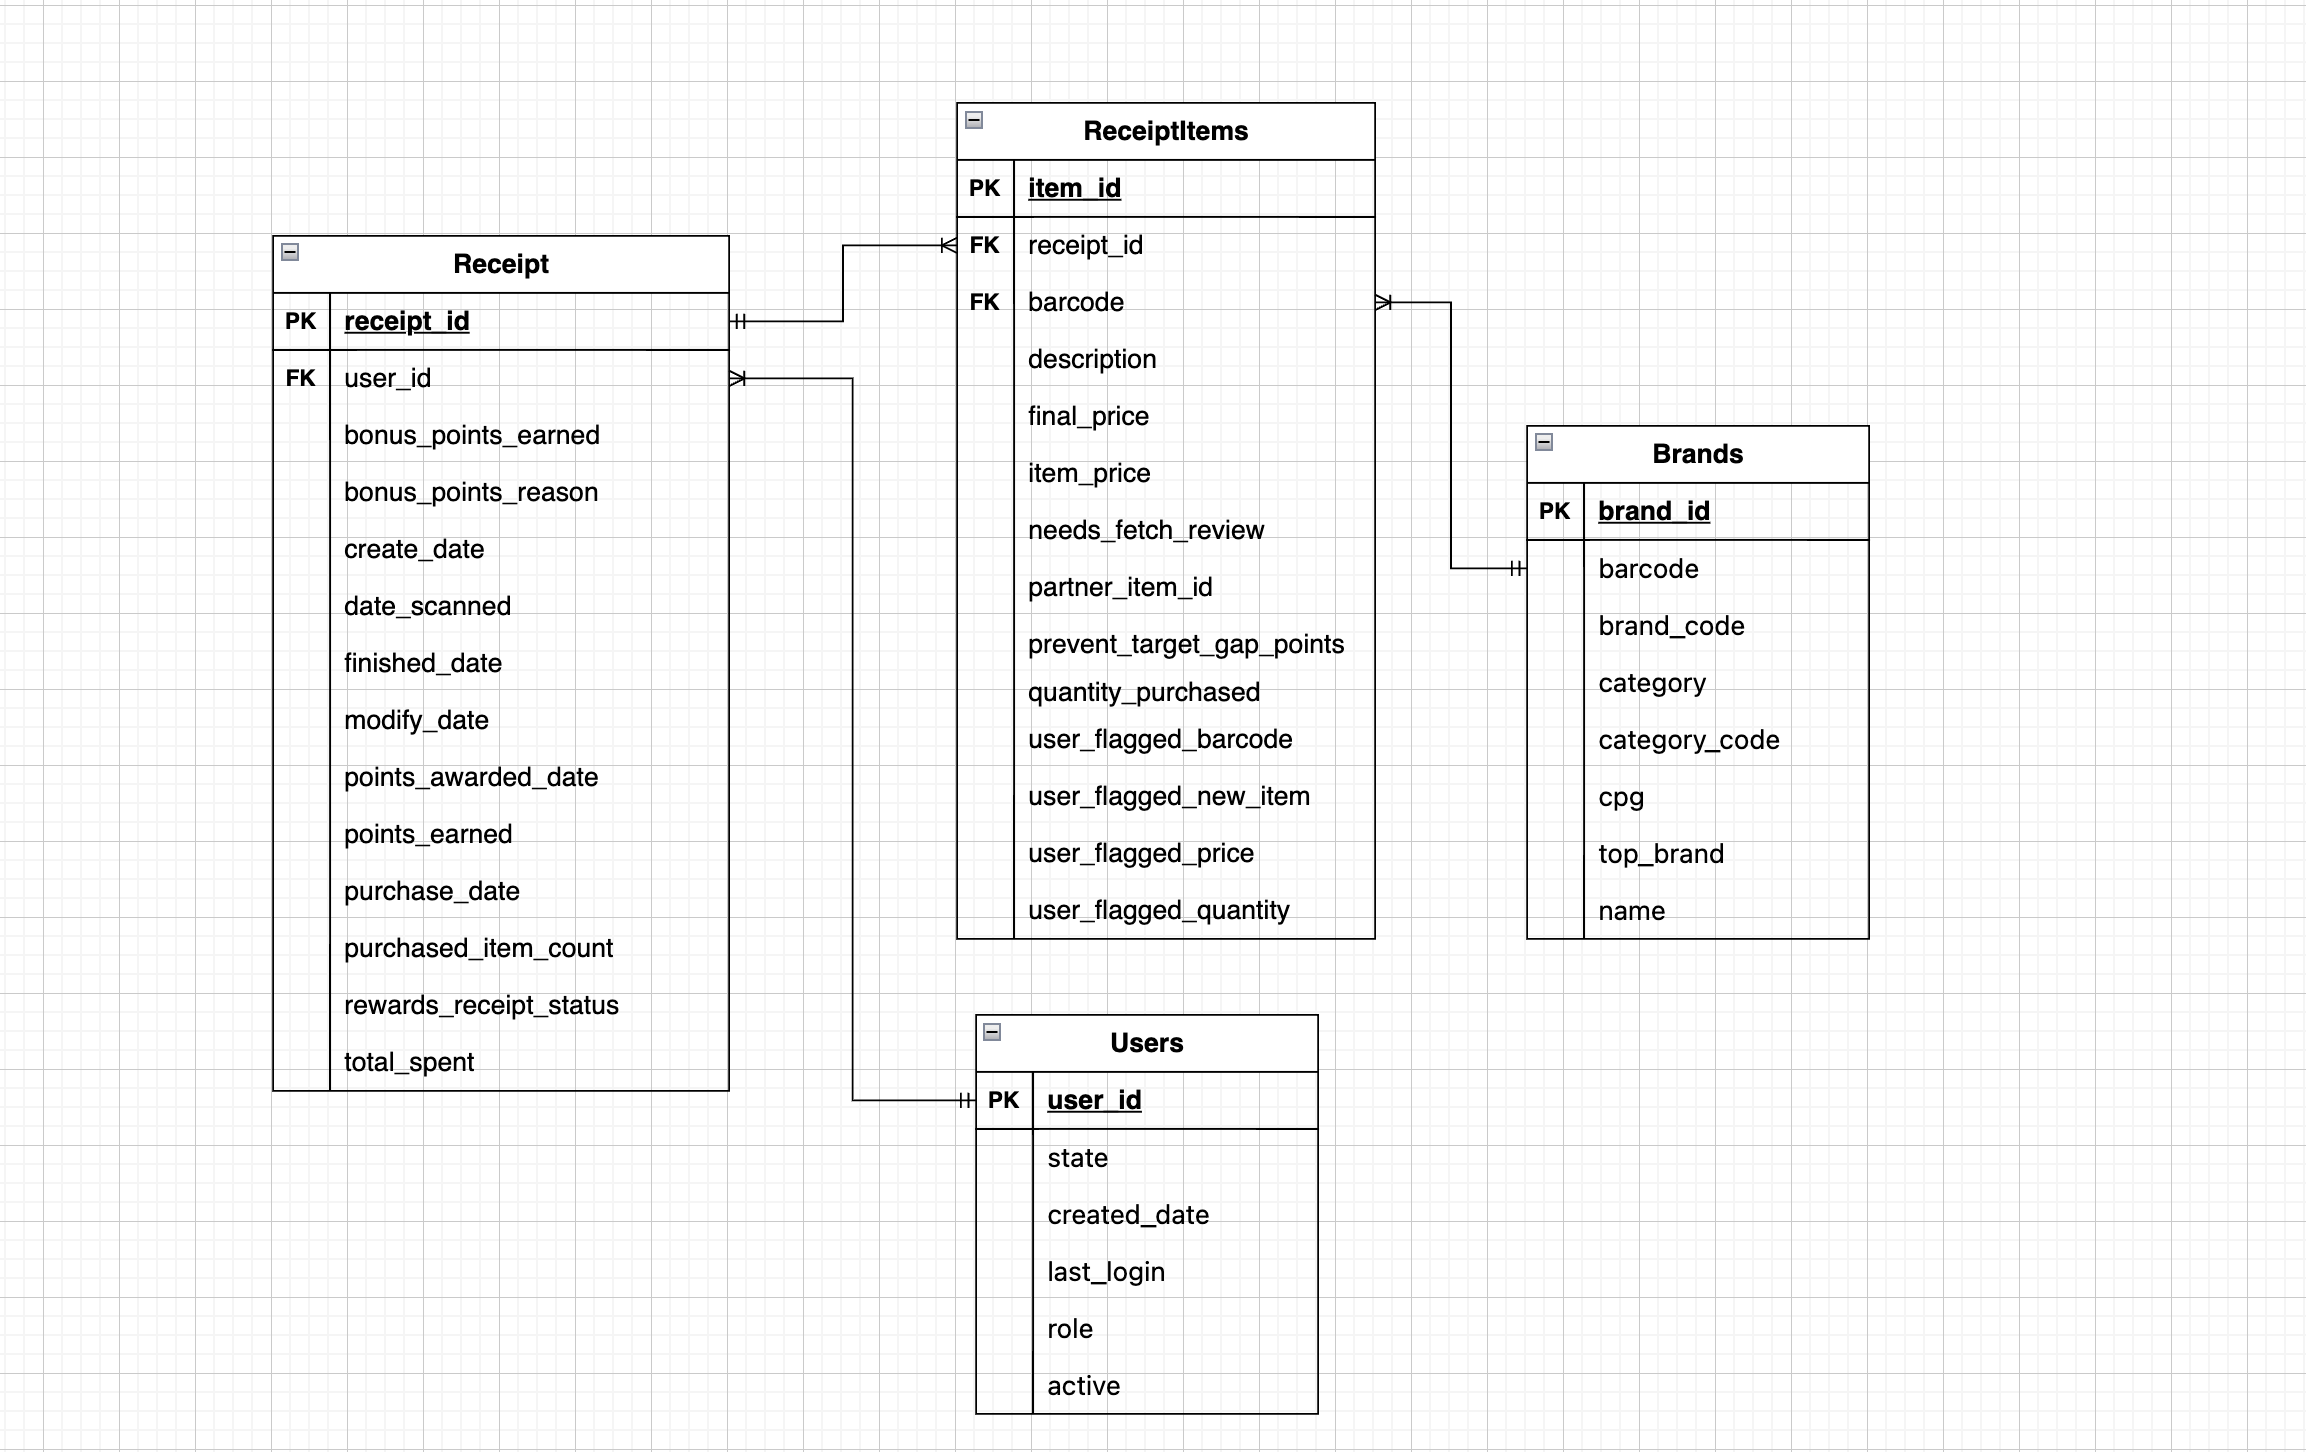 Receipt
PK receipt_id
FK user_id
bonus_points_earned
bonus_points_reason
create_date
date_scanned
finished_date
modify_date
points_awarded_date
points_earned
purchase_date
purchased_item_count
rewards_receipt_status
total_spent
ReceiptItems
PK item_id
FK receipt_id
FK barcode
description
final_price
item_price
needs_fetch_review
partner_item_id
prevent_target_gap_points
quantity_purchased
user_flagged_barcode
user_flagged_new_item
user_flagged_price
user_flagged_quantity
Brands
PK brand_id
barcode
brand_code
category
category_code
cpg
top_brand
name
Users
PK user_id
state
created_date
last_login
role
active